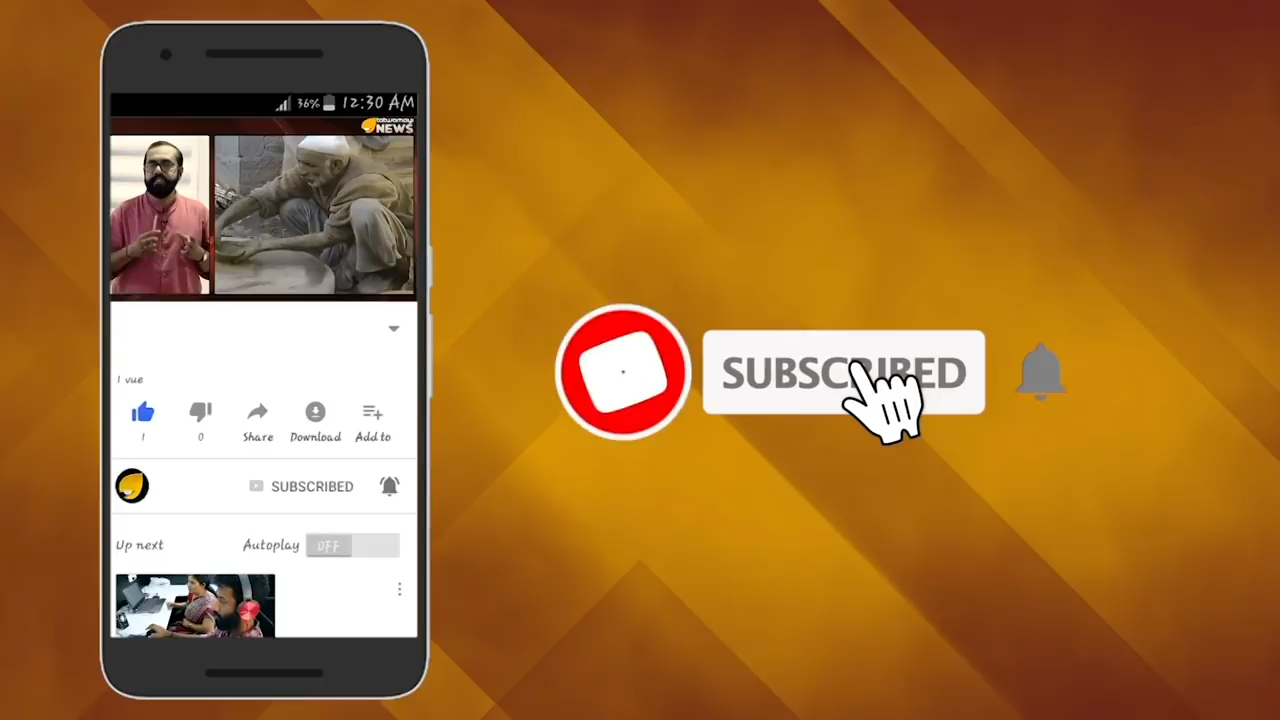 36% 12:30 AM
tatwamayi
NEWS
1 vue
1
0
Share
Download
Add to
SUBSCRIBED
Up next
Autoplay
OFF
SUBSCRIBED